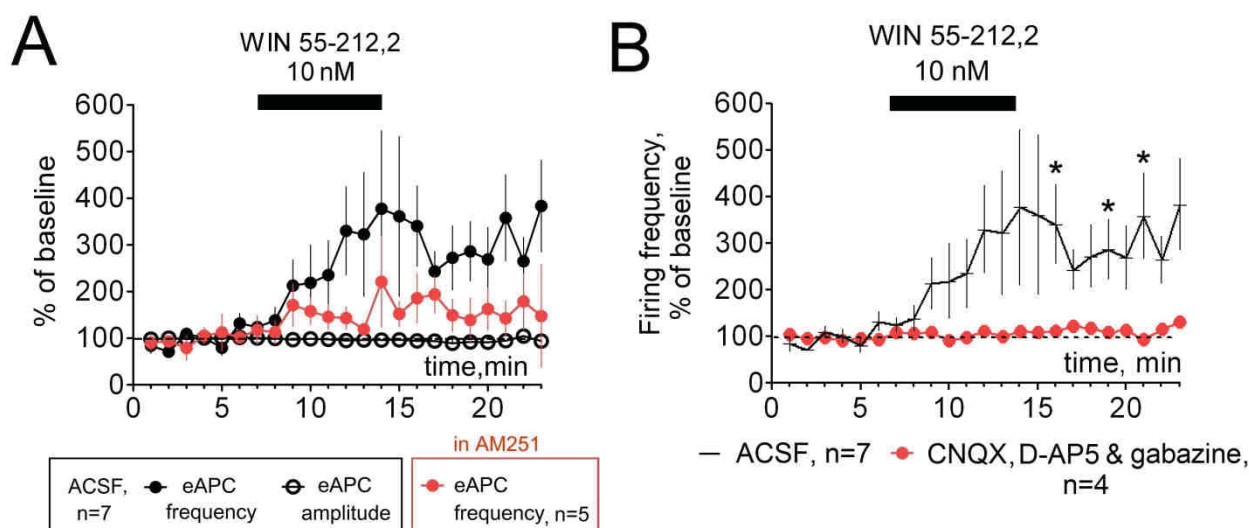 A
WIN 55-212,2
10 nM
% of baseline
600
500
400
300
200
100
0
time,min
0 5 10 15 20
in AM251
ACSF, n=7
eAPC frequency
eAPC amplitude
eAPC frequency, n=5
B
WIN 55-212,2
10 nM
Firing frequency,
% of baseline
600
500
400
300
200
100
0
* * *
time, min
0 5 10 15 20
ACSF, n=7
CNQX, D-AP5 & gabazine,
n=4